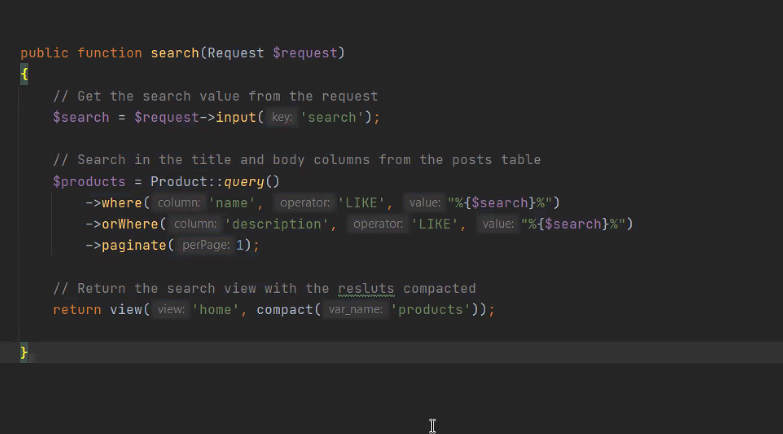 public function search(Request $request)
{
// Get the search value from the request
$search = $request->input( key: 'search');
// Search in the title and body columns from the posts table
$products = Product::query()
->where( column: 'name', operator: 'LIKE', value: "%{$search}%")
->orWhere( column: 'description', operator: 'LIKE', value: "%{$search}%")
->paginate( perPage: 1);
// Return the search view with the resluts compacted
return view( view: 'home', compact( var_name: 'products'));
}